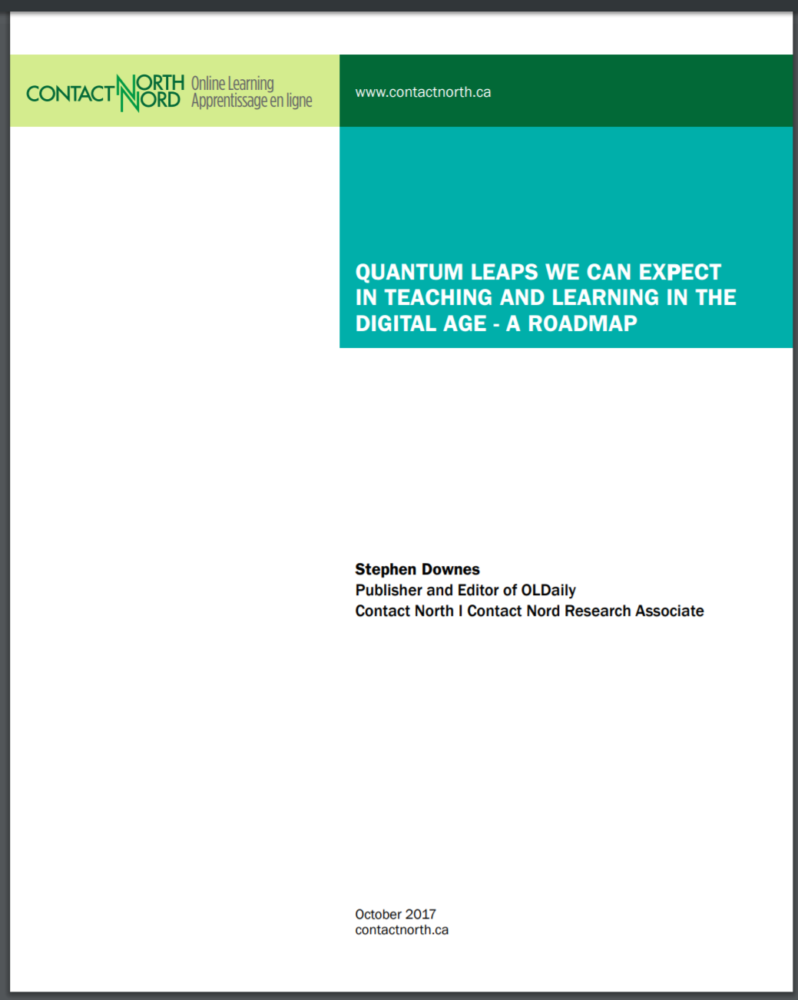 CONTACT NORTH NORD
Online Learning
Apprentissage en ligne
www.contactnorth.ca
QUANTUM LEAPS WE CAN EXPECT
IN TEACHING AND LEARNING IN THE
DIGITAL AGE - A ROADMAP
Stephen Downes
Publisher and Editor of OLDaily
Contact North I Contact Nord Research Associate
October 2017
contactnorth.ca